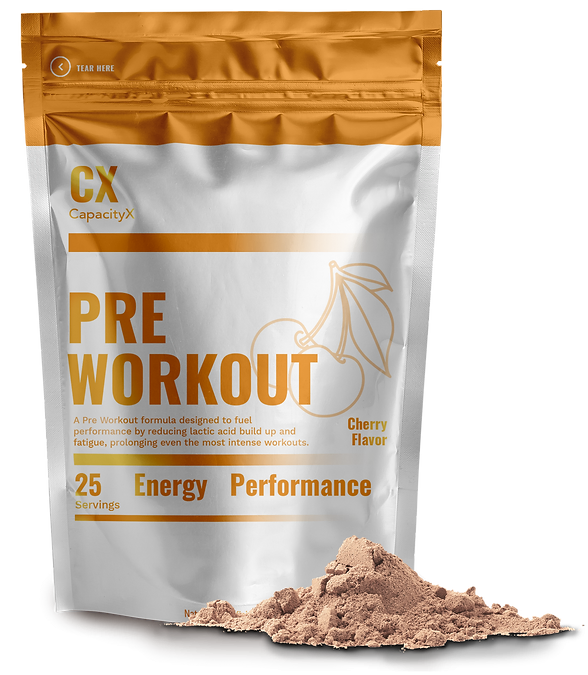 TEAR HERE
CX
CapacityX
PRE
WORKOUT
A Pre Workout formula designed to fuel
performance by reducing lactic acid build up and
fatigue, prolonging even the most intense workouts.
Cherry
Flavor
25 Energy Performance
Servings